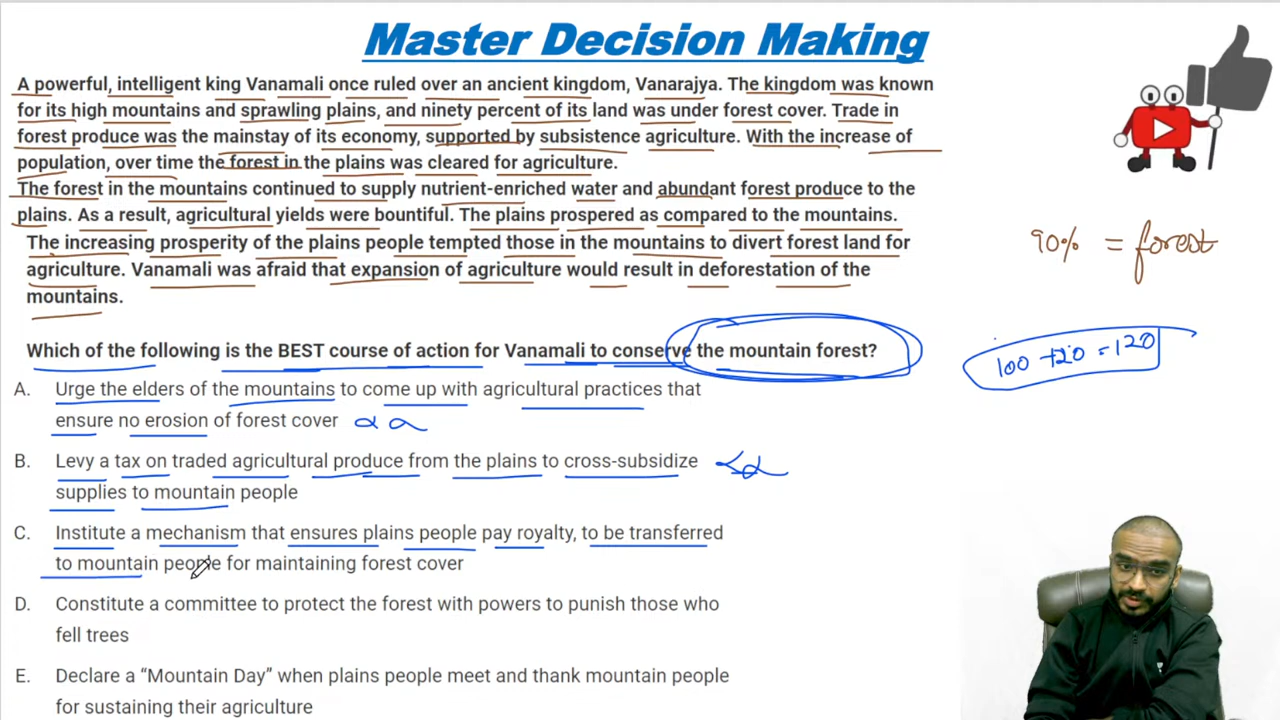 Master Decision Making
A powerful, intelligent king Vanamali once ruled over an ancient kingdom, Vanarajya. The kingdom was known
for its high mountains and sprawling plains, and ninety percent of its land was under forest cover. Trade in
forest produce was the mainstay of its economy, supported by subsistence agriculture. With the increase of
population, over time the forest in the plains was cleared for agriculture.
The forest in the mountains continued to supply nutrient-enriched water and abundant forest produce to the
plains. As a result, agricultural yields were bountiful. The plains prospered as compared to the mountains.
The increasing prosperity of the plains people tempted those in the mountains to divert forest land for
agriculture. Vanamali was afraid that expansion of agriculture would result in deforestation of the
mountains.
90% = forest
Which of the following is the BEST course of action for Vanamali to conserve the mountain forest?
100 +20 = 120
A. Urge the elders of the mountains to come up with agricultural practices that
ensure no erosion of forest cover
B. Levy a tax on traded agricultural produce from the plains to cross-subsidize
supplies to mountain people
C. Institute a mechanism that ensures plains people pay royalty, to be transferred
to mountain people for maintaining forest cover
D. Constitute a committee to protect the forest with powers to punish those who
fell trees
E. Declare a “Mountain Day” when plains people meet and thank mountain people
for sustaining their agriculture